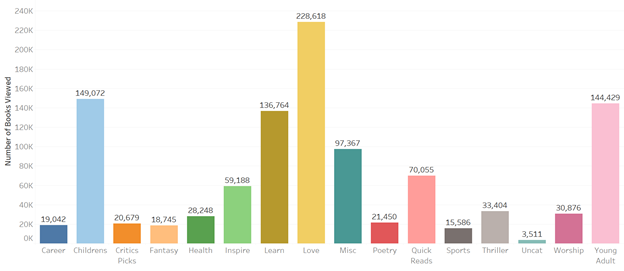 240K
220K
200K
180K
160K
140K
120K
100K
80K
60K
40K
20K
0K
Number of Books Viewed
19,042
149,072
20,679
18,745
28,248
59,188
136,764
228,618
97,367
21,450
70,055
15,586
33,404
3,511
30,876
144,429
Career
Childrens
Critics
Picks
Fantasy
Health
Inspire
Learn
Love
Misc
Poetry
Quick
Reads
Sports
Thriller
Uncat
Worship
Young
Adult